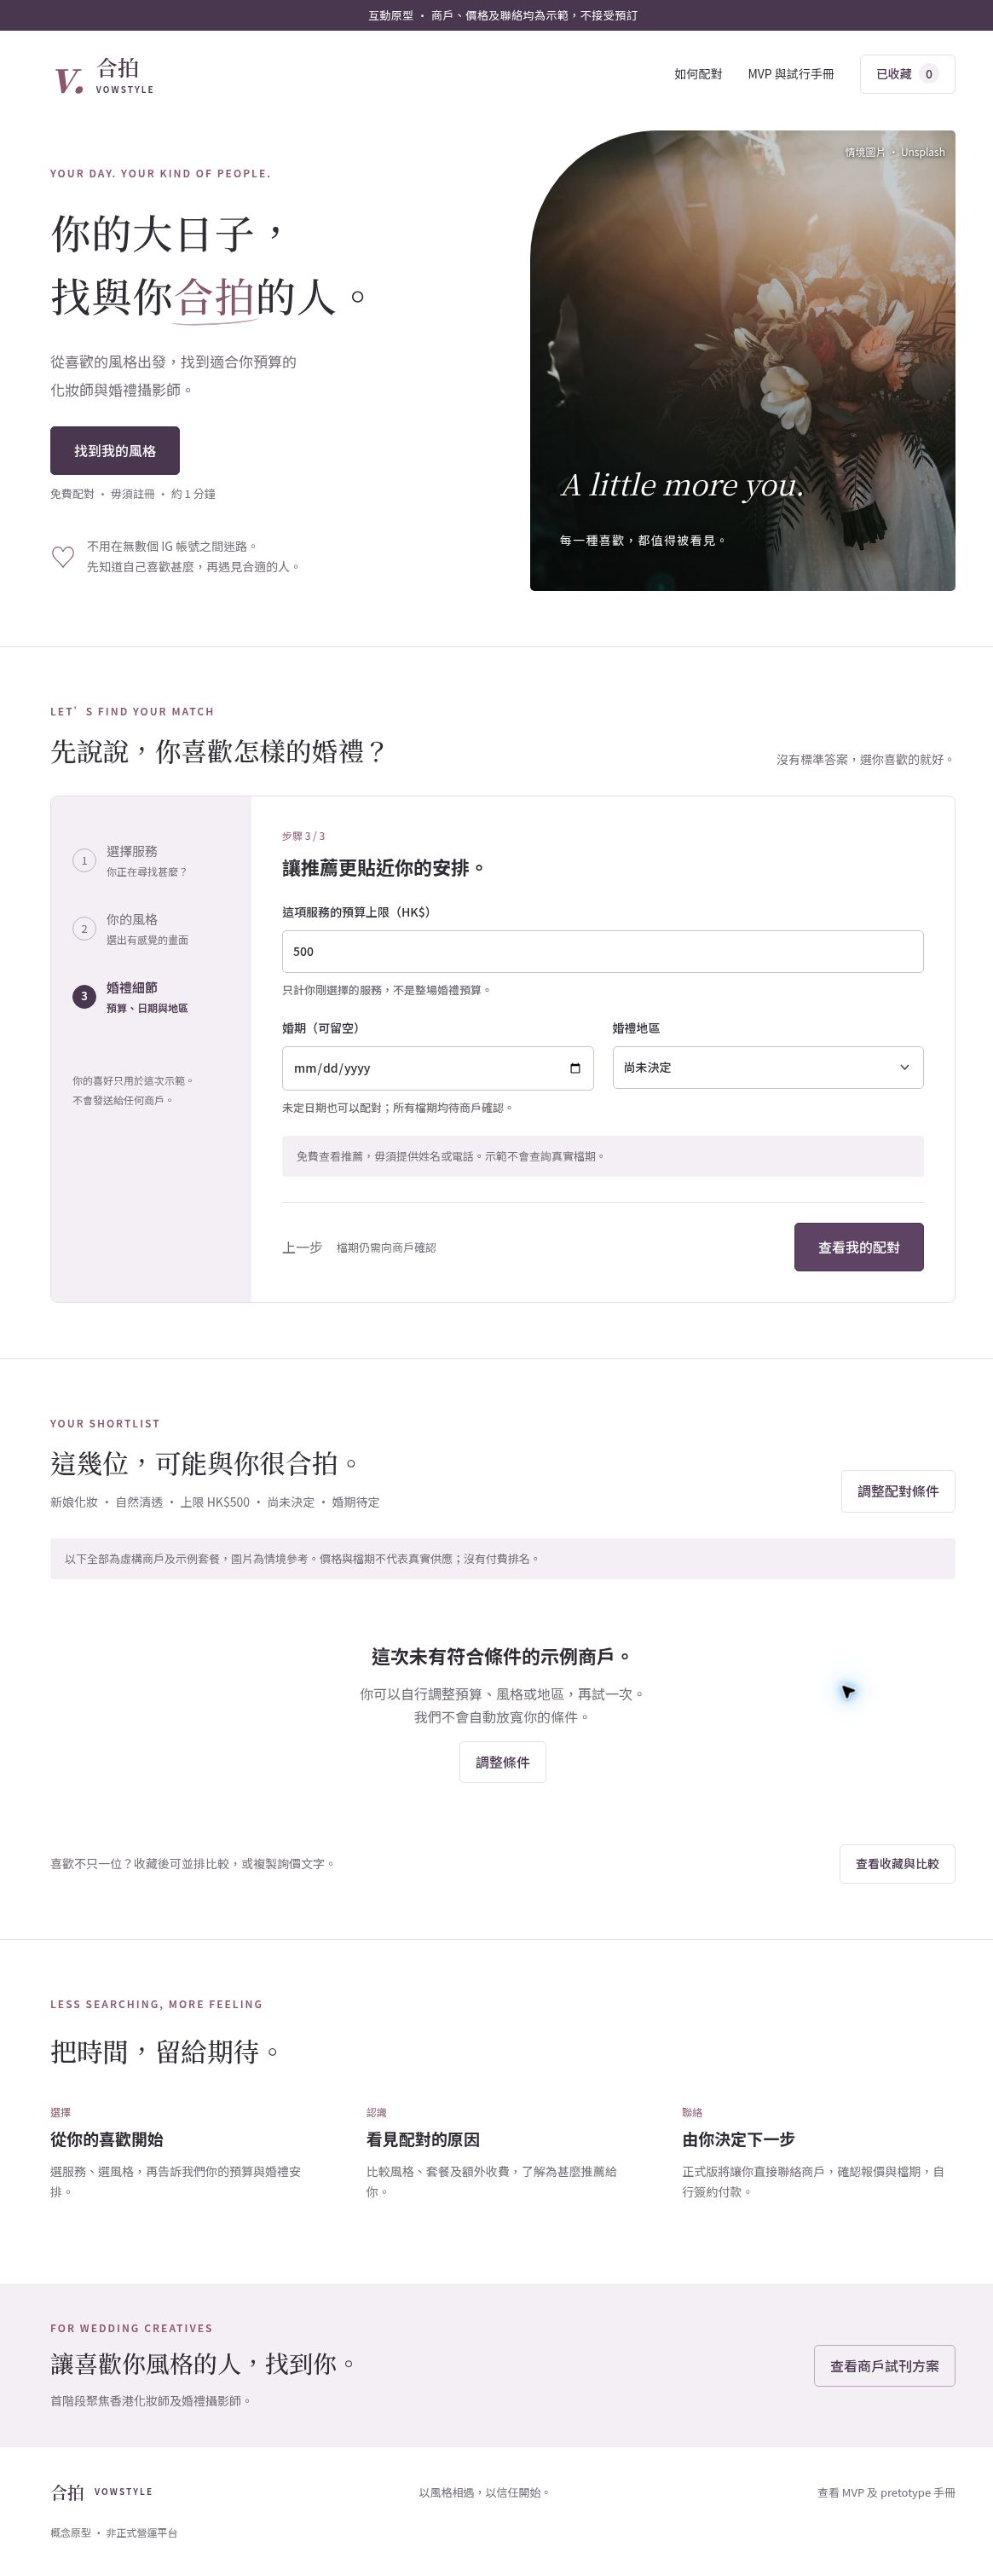 互動原型 · 商戶、價格及聯絡均為示範，不接受預訂
V. 合拍
VOWSTYLE
如何配對
MVP 與試行手冊
已收藏 0
情境圖片 · Unsplash
YOUR DAY. YOUR KIND OF PEOPLE.
你的大日子，
找與你合拍的人。
從喜歡的風格出發，找到適合你預算的
化妝師與婚禮攝影師。
找到我的風格
免費配對 · 毋須註冊 · 約 1 分鐘
不用在無數個 IG 帳號之間迷路。
先知道自己喜歡甚麼，再遇見合適的人。
A little more you.
每一種喜歡，都值得被看見。
LET’S FIND YOUR MATCH
先說說，你喜歡怎樣的婚禮？
沒有標準答案，選你喜歡的就好。
1 選擇服務
你正在尋找甚麼？
2 你的風格
選出有感覺的畫面
3 婚禮細節
預算、日期與地區
你的喜好只用於這次示範。
不會發送給任何商戶。
步驟 3 / 3
讓推薦更貼近你的安排。
這項服務的預算上限（HK$）
500
只計你剛選擇的服務，不是整場婚禮預算。
婚期（可留空）
mm/dd/yyyy
婚禮地區
尚未決定
未定日期也可以配對；所有檔期均待商戶確認。
免費查看推薦，毋須提供姓名或電話。示範不會查詢真實檔期。
上一步
檔期仍需向商戶確認
查看我的配對
YOUR SHORTLIST
這幾位，可能與你很合拍。
新娘化妝 · 自然清透 · 上限 HK$500 · 尚未決定 · 婚期待定
調整配對條件
以下全部為虛構商戶及示例套餐，圖片為情境參考。價格與檔期不代表真實供應；沒有付費排名。
這次未有符合條件的示例商戶。
你可以自行調整預算、風格或地區，再試一次。
我們不會自動放寬你的條件。
調整條件
喜歡不只一位？收藏後可並排比較，或複製詢價文字。
查看收藏與比較
LESS SEARCHING, MORE FEELING
把時間，留給期待。
選擇
從你的喜歡開始
選服務、選風格，再告訴我們你的預算與婚禮安
排。
認識
看見配對的原因
比較風格、套餐及額外收費，了解為甚麼推薦給
你。
聯絡
由你決定下一步
正式版將讓你直接聯絡商戶，確認報價與檔期，自
行簽約付款。
FOR WEDDING CREATIVES
讓喜歡你風格的人，找到你。
首階段聚焦香港化妝師及婚禮攝影師。
查看商戶試刊方案
合拍 VOWSTYLE
以風格相遇，以信任開始。
查看 MVP 及 pretotype 手冊
概念原型 · 非正式營運平台